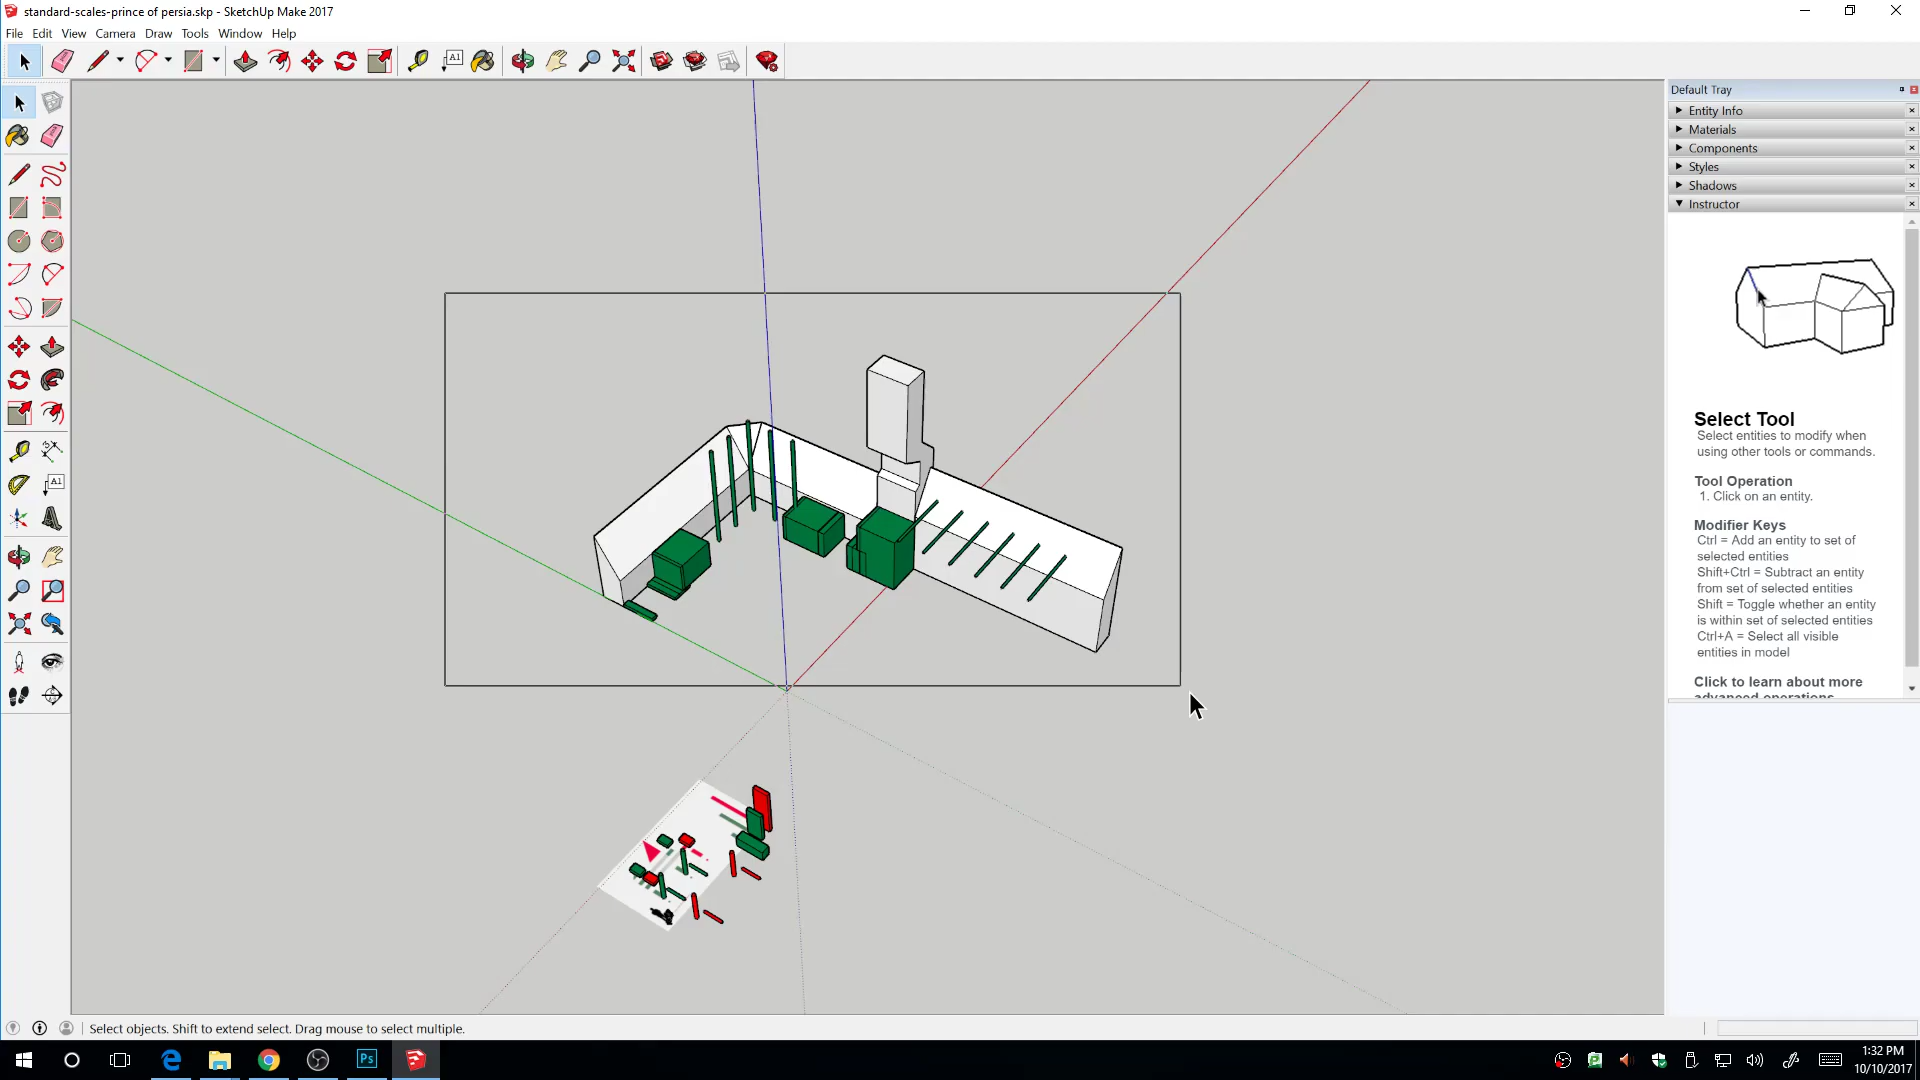 standard-scales-prince of persia.skp - SketchUp Make 2017
File Edit View Camera Draw Tools Window Help
A1
Default Tray
Entity Info
Materials
Components
Styles
Shadows
Instructor
A1
Select Tool
Select entities to modify when
using other tools or commands.
Tool Operation
1. Click on an entity.
Modifier Keys
Ctrl = Add an entity to set of
selected entities
Shift+Ctrl = Subtract an entity
from set of selected entities
Shift = Toggle whether an entity
is within set of selected entities
Ctrl+A = Select all visible
entities in model
Click to learn about more
advanced operations
Select objects. Shift to extend select. Drag mouse to select multiple.
Ps
1:32 PM
10/10/2017